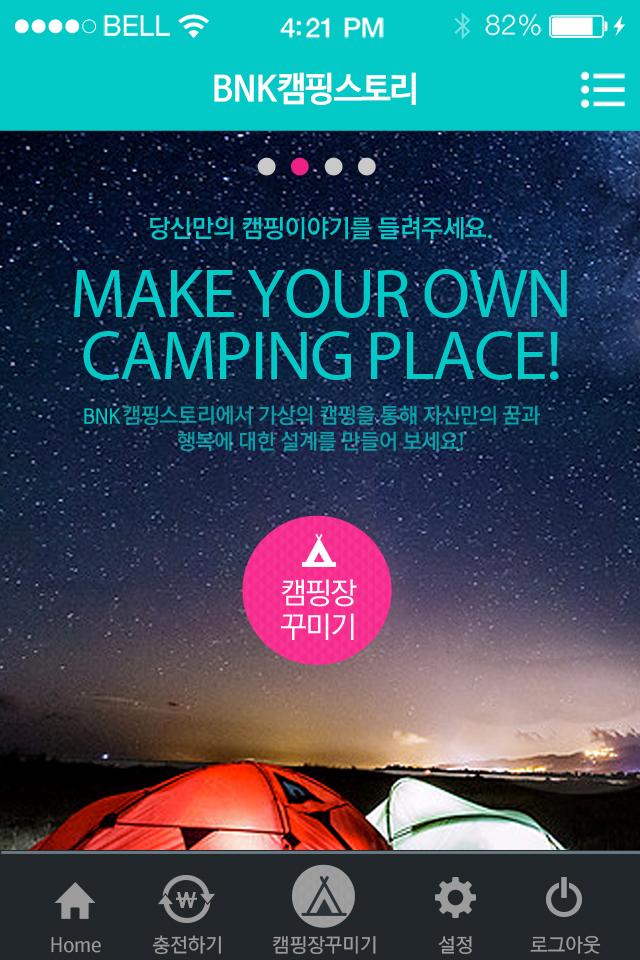 BELL 4:21 PM 82%
BNK캠핑스토리
당신만의 캠핑이야기를 들려주세요.
MAKE YOUR OWN
CAMPING PLACE!
BNK캠핑스토리에서 가상의 캠핑을 통해 자신만의 꿈과
행복에 대한 설계를 만들어 보세요!
캠핑장
꾸미기
Home 충전하기 캠핑장꾸미기 설정 로그아웃